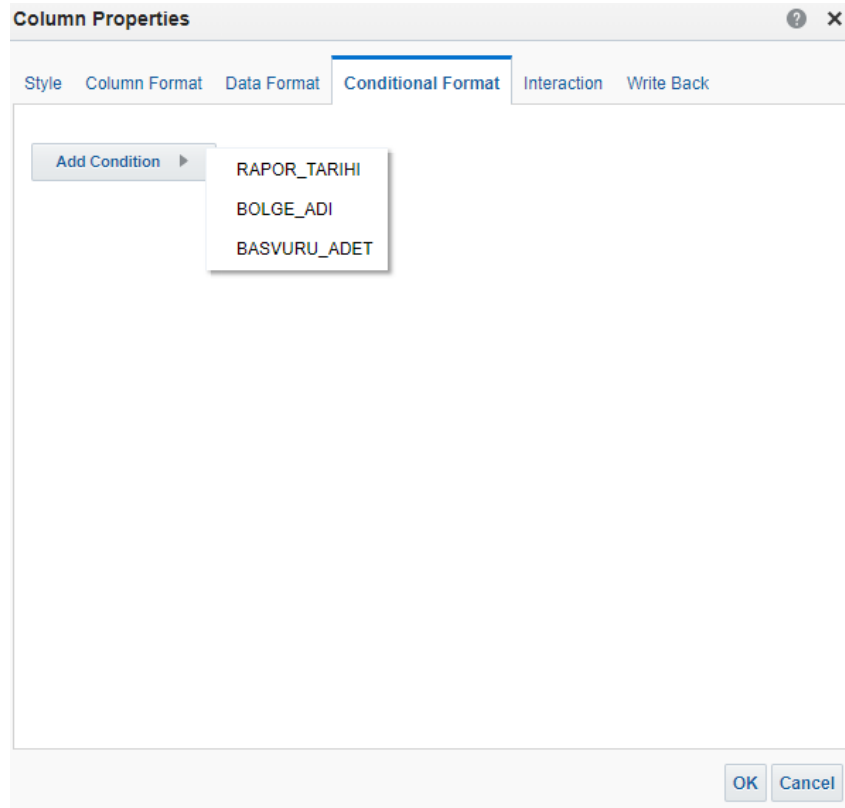 Column Properties
Style Column Format Data Format Conditional Format Interaction Write Back
Add Condition
RAPOR_TARIHI
BOLGE_ADI
BASVURU_ADET
OK Cancel